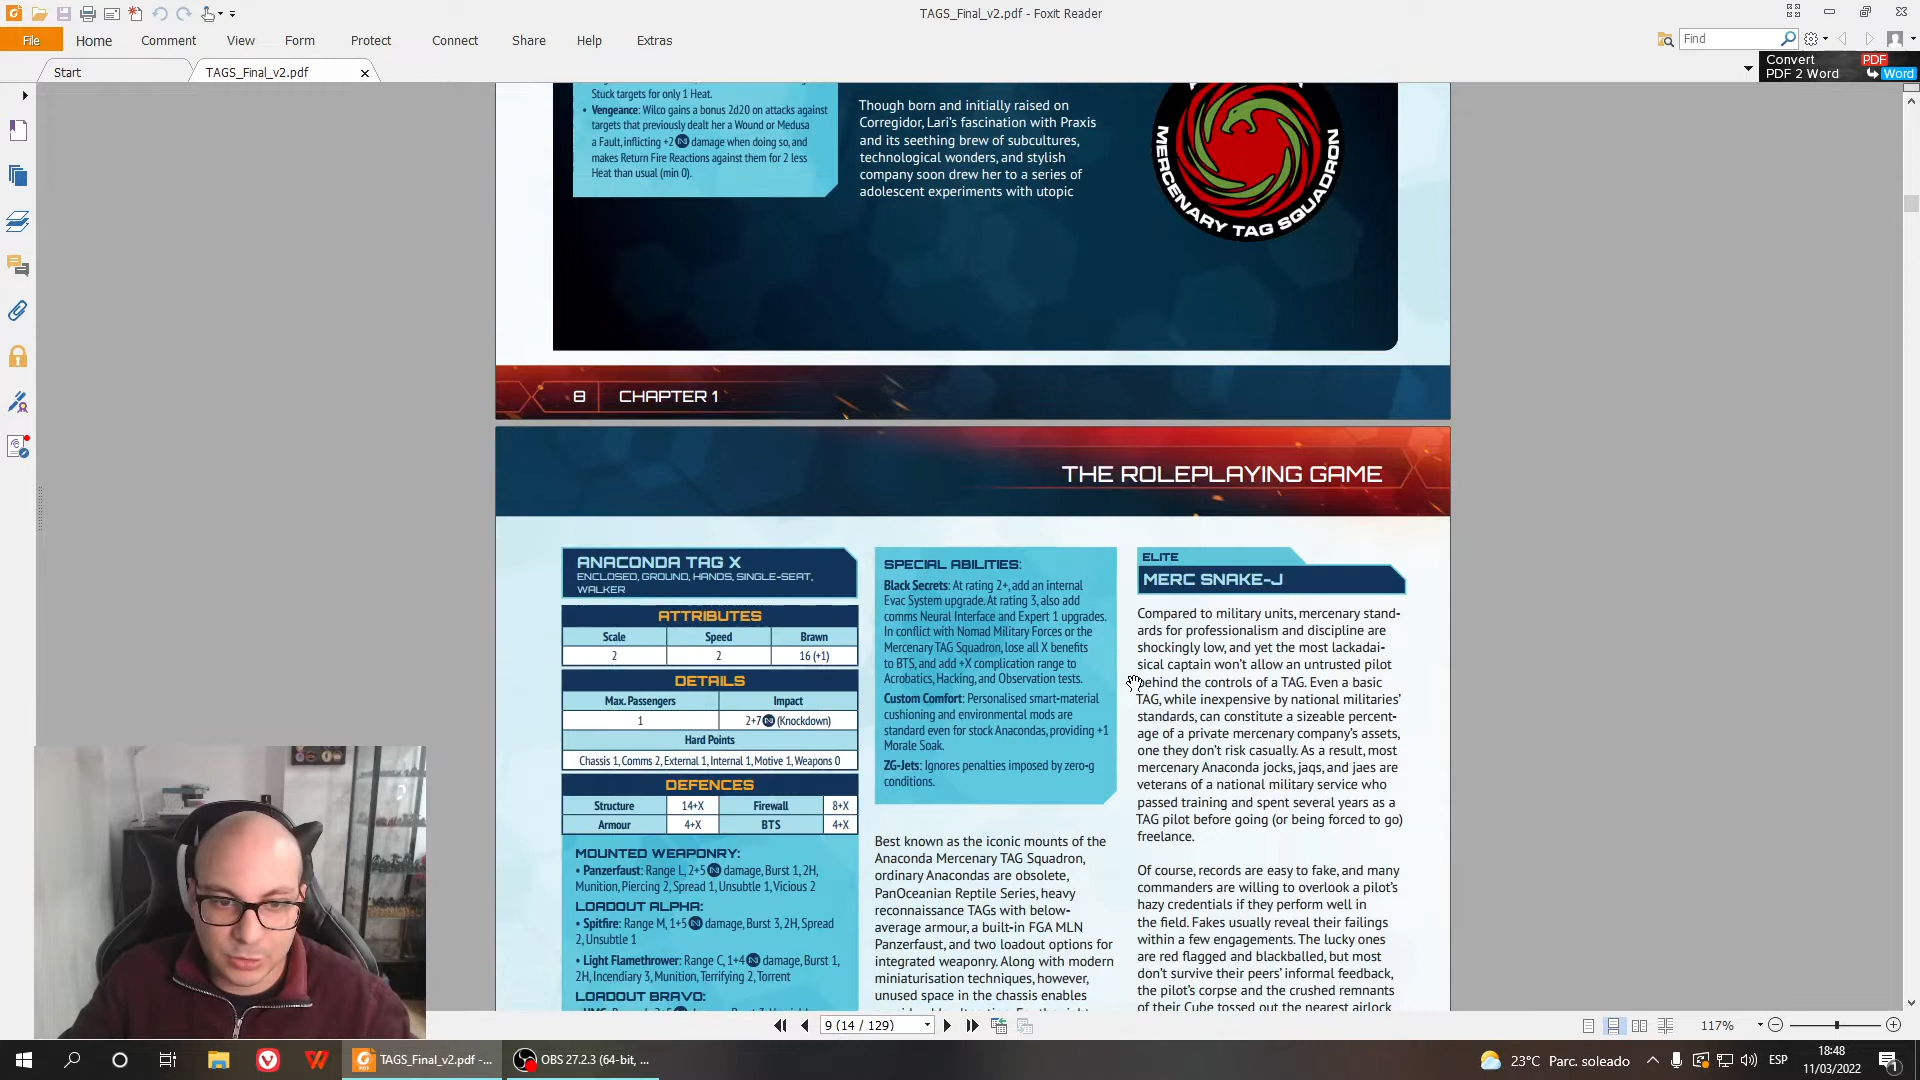 TAGS_Final_v2.pdf - Foxit Reader
File
Home
Comment
View
Form
Protect
Connect
Share
Help
Extras
Find
Start
TAGS_Final_v2.pdf
Convert
PDF 2 Word
PDF
Word
Stuck targets for only 1 Heat.
• Vengeance: Wilco gains a bonus 2d20 on attacks against
targets that previously dealt her a Wound or Medusa
a Fault, inflicting +2 damage when doing so, and
makes Return Fire Reactions against them for 2 less
Heat than usual (min 0).
Though born and initially raised on
Corregidor, Lari's fascination with Praxis
and its seething brew of subcultures,
technological wonders, and stylish
company soon drew her to a series of
adolescent experiments with utopic
MERCENARY TAG SQUADRON
8 CHAPTER 1
THE ROLEPLAYING GAME
ANACONDA TAG X
ENCLOSED, GROUND, HANDS, SINGLE-SEAT,
WALKER
ATTRIBUTES
Scale Speed Brawn
2 2 16 (+1)
DETAILS
Max. Passengers Impact
1 2+7 (Knockdown)
Hard Points
Chassis 1, Comms 2, External 1, Internal 1, Motive 1, Weapons 0
DEFENCES
Structure 14+X Firewall 8+X
Armour 4+X BTS 4+X
MOUNTED WEAPONRY:
• Panzerfaust: Range L, 2+5 damage, Burst 1, 2H,
Munition, Piercing 2, Spread 1, Unsubtle 1, Vicious 2
LOADOUT ALPHA:
• Spitfire: Range M, 1+5 damage, Burst 3, 2H, Spread
2, Unsubtle 1
• Light Flamethrower: Range C, 1+4 damage, Burst 1,
2H, Incendiary 3, Munition, Terrifying 2, Torrent
LOADOUT BRAVO:
SPECIAL ABILITIES:
Black Secrets: At rating 2+, add an internal
Evac System upgrade. At rating 3, also add
comms Neural Interface and Expert 1 upgrades.
In conflict with Nomad Military Forces or the
Mercenary TAG Squadron, lose all X benefits
to BTS, and add +X complication range to
Acrobatics, Hacking, and Observation tests.
Custom Comfort: Personalised smart-material
cushioning and environmental mods are
standard even for stock Anacondas, providing +1
Morale Soak.
ZG-Jets: Ignores penalties imposed by zero-g
conditions.
Best known as the iconic mounts of the
Anaconda Mercenary TAG Squadron,
ordinary Anacondas are obsolete,
PanOceanian Reptile Series, heavy
reconnaissance TAGs with below-
average armour, a built-in FGA MLN
Panzerfaust, and two loadout options for
integrated weaponry. Along with modern
miniaturisation techniques, however,
unused space in the chassis enables
ELITE
MERC SNAKE-J
Compared to military units, mercenary stand-
ards for professionalism and discipline are
shockingly low, and yet the most lackadai-
sical captain won't allow an untrusted pilot
behind the controls of a TAG. Even a basic
TAG, while inexpensive by national militaries'
standards, can constitute a sizeable percent-
age of a private mercenary company's assets,
one they don't risk casually. As a result, most
mercenary Anaconda jocks, jaqs, and jaes are
veterans of a national military service who
passed training and spent several years as a
TAG pilot before going (or being forced to go)
freelance.
Of course, records are easy to fake, and many
commanders are willing to overlook a pilot's
hazy credentials if they perform well in
the field. Fakes usually reveal their failings
within a few engagements. The lucky ones
are red flagged and blackballed, but most
don't survive their peers' informal feedback,
the pilot's corpse and the crushed remnants
of their Cube tossed out the nearest airlock
9 (14 / 129)
117%
TAGS_Final_v2.pdf -...
OBS 27.2.3 (64-bit, ...
23°C Parc. soleado
ESP
18:48
11/03/2022
1